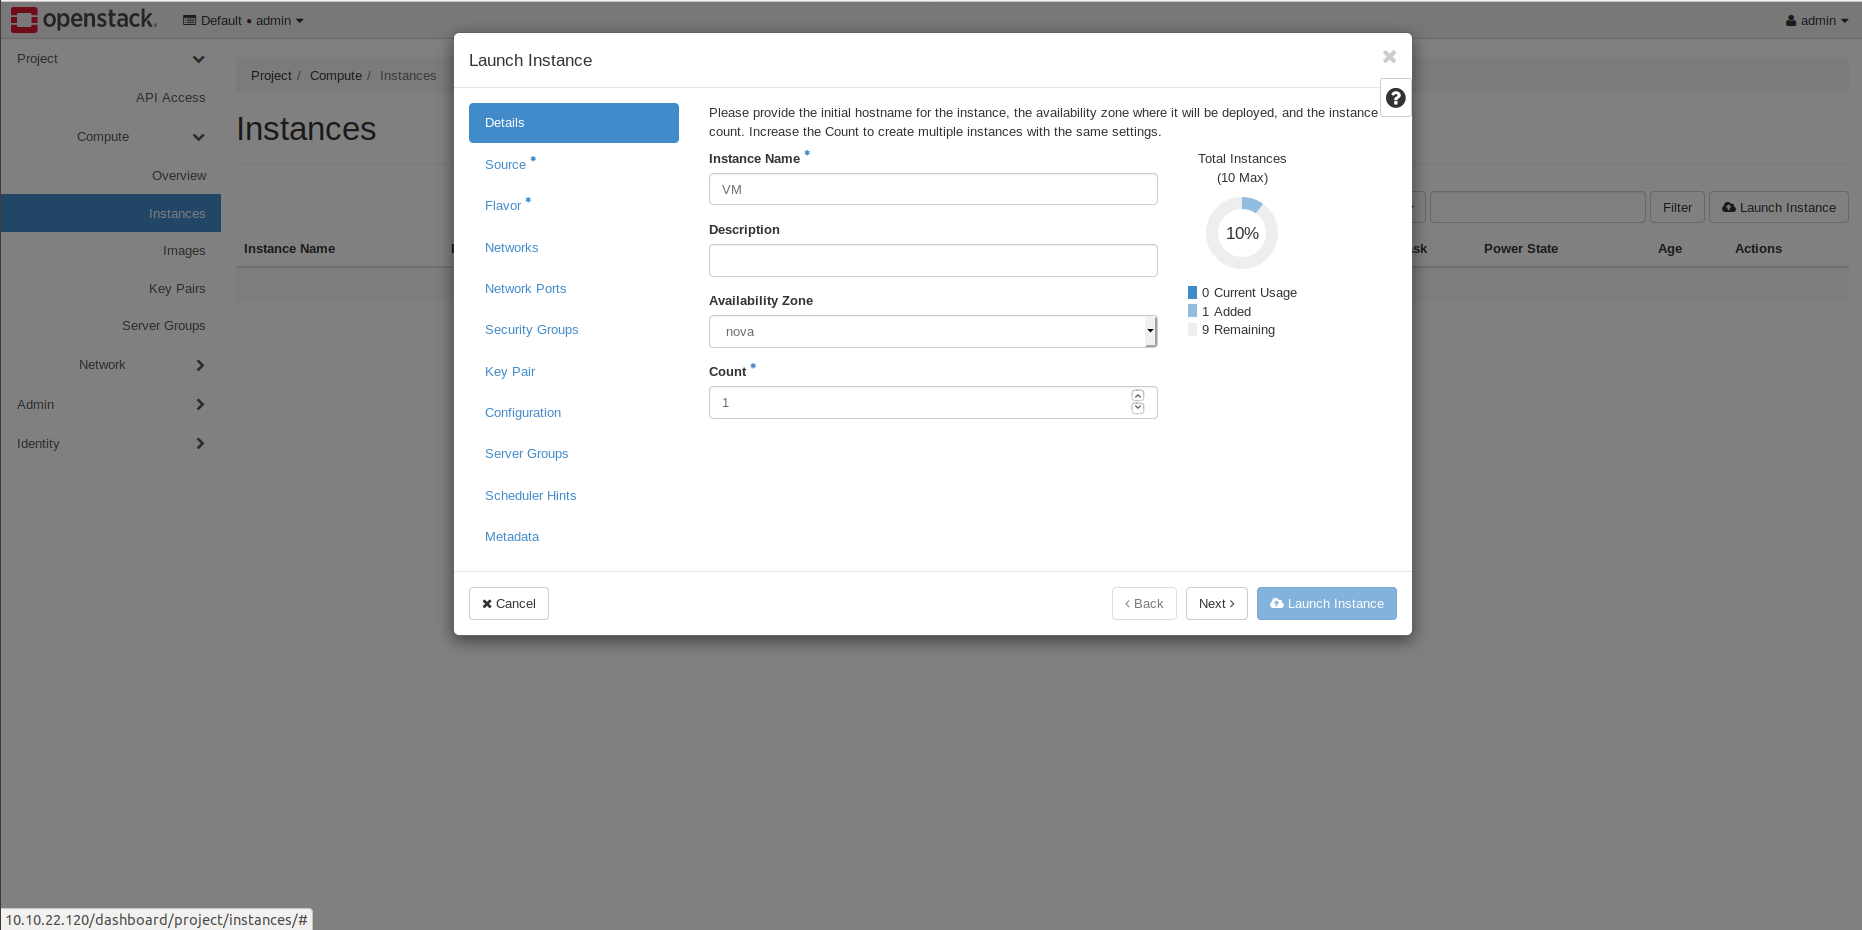 openstack.
Default • admin
admin
Project
API Access
Compute
Overview
Instances
Images
Key Pairs
Server Groups
Network
Admin
Identity
Project / Compute / Instances
Instances
Filter
Launch Instance
Instance Name
Power State
Age
Actions
Launch Instance
Details
Source *
Flavor *
Networks
Network Ports
Security Groups
Key Pair
Configuration
Server Groups
Scheduler Hints
Metadata
Please provide the initial hostname for the instance, the availability zone where it will be deployed, and the instance
count. Increase the Count to create multiple instances with the same settings.
Instance Name *
VM
Description
Availability Zone
nova
Count *
1
Total Instances
(10 Max)
10%
0 Current Usage
1 Added
9 Remaining
Cancel
< Back
Next >
Launch Instance
10.10.22.120/dashboard/project/instances/#